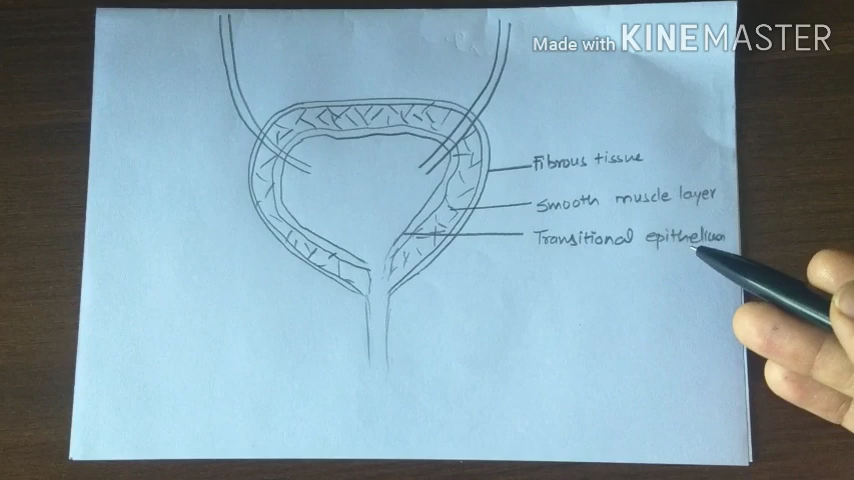 Made with KINEMASTER
Fibrous tissue
Smooth muscle layer
Transitional epithelium